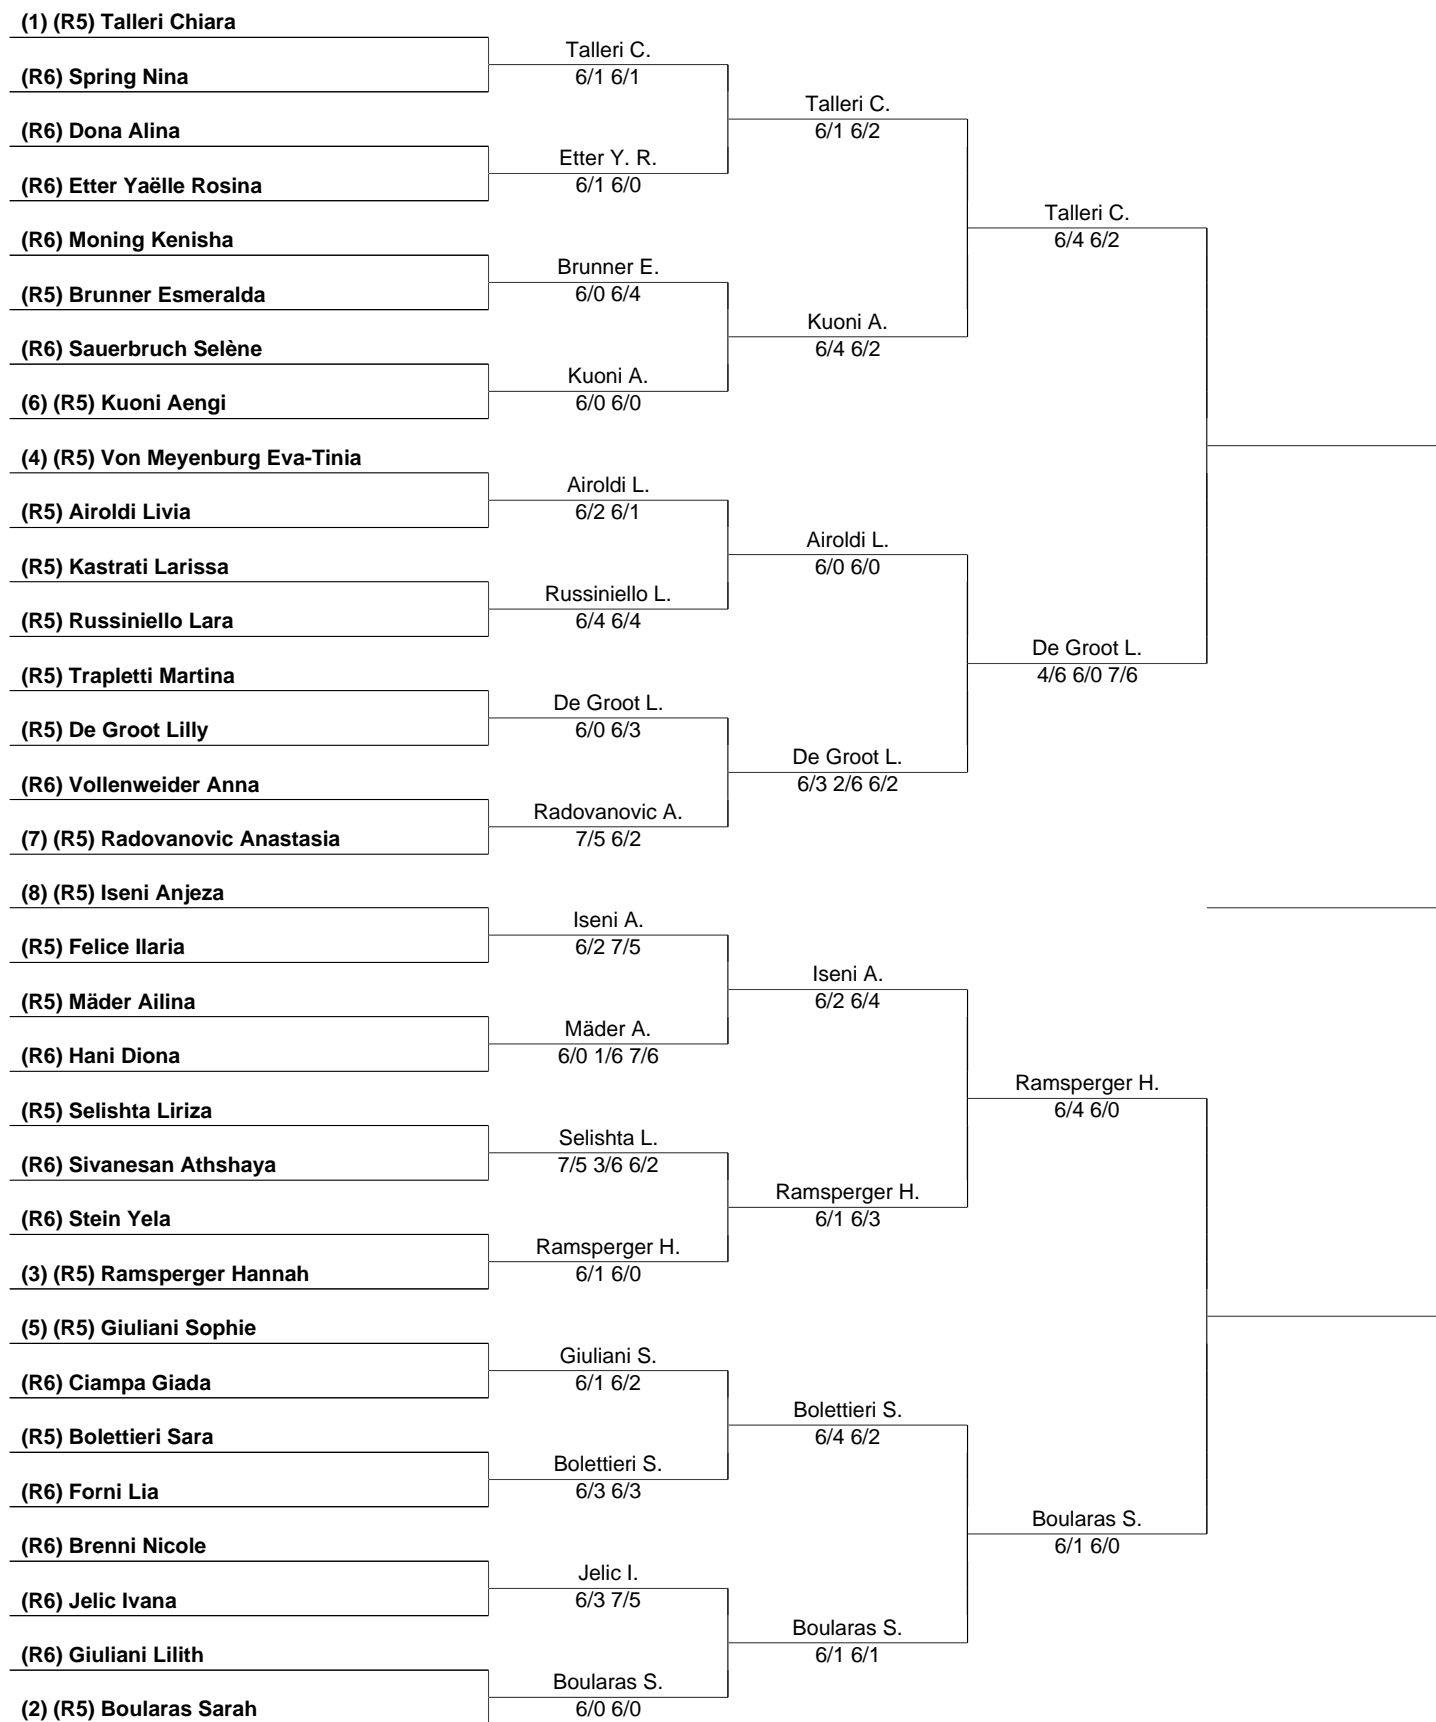 (1) (R5) Talleri Chiara
Talleri C.
(R6) Spring Nina
6/1 6/1
Talleri C.
(R6) Dona Alina
6/1 6/2
Etter Y. R.
(R6) Etter Yaëlle Rosina
6/1 6/0
Talleri C.
(R6) Moning Kenisha
6/4 6/2
Brunner E.
(R5) Brunner Esmeralda
6/0 6/4
Kuoni A.
(R6) Sauerbruch Selène
6/4 6/2
Kuoni A.
(6) (R5) Kuoni Aengi
6/0 6/0
(4) (R5) Von Meyenburg Eva-Tinia
Airoldi L.
(R5) Airoldi Livia
6/2 6/1
Airoldi L.
(R5) Kastrati Larissa
6/0 6/0
Russiniello L.
(R5) Russiniello Lara
6/4 6/4
De Groot L.
(R5) Trapletti Martina
4/6 6/0 7/6
De Groot L.
(R5) De Groot Lilly
6/0 6/3
De Groot L.
(R6) Vollenweider Anna
6/3 2/6 6/2
Radovanovic A.
(7) (R5) Radovanovic Anastasia
7/5 6/2
(8) (R5) Iseni Anjeza
Iseni A.
(R5) Felice Ilaria
6/2 7/5
Iseni A.
(R5) Mäder Ailina
6/2 6/4
Mäder A.
(R6) Hani Diona
6/0 1/6 7/6
Ramsperger H.
(R5) Selishta Liriza
6/4 6/0
Selishta L.
(R6) Sivanesan Athshaya
7/5 3/6 6/2
Ramsperger H.
(R6) Stein Yela
6/1 6/3
Ramsperger H.
(3) (R5) Ramsperger Hannah
6/1 6/0
(5) (R5) Giuliani Sophie
Giuliani S.
(R6) Ciampa Giada
6/1 6/2
Bolettieri S.
(R5) Bolettieri Sara
6/4 6/2
Bolettieri S.
(R6) Forni Lia
6/3 6/3
Boularas S.
(R6) Brenni Nicole
6/1 6/0
Jelic I.
(R6) Jelic Ivana
6/3 7/5
Boularas S.
(R6) Giuliani Lilith
6/1 6/1
Boularas S.
(2) (R5) Boularas Sarah
6/0 6/0